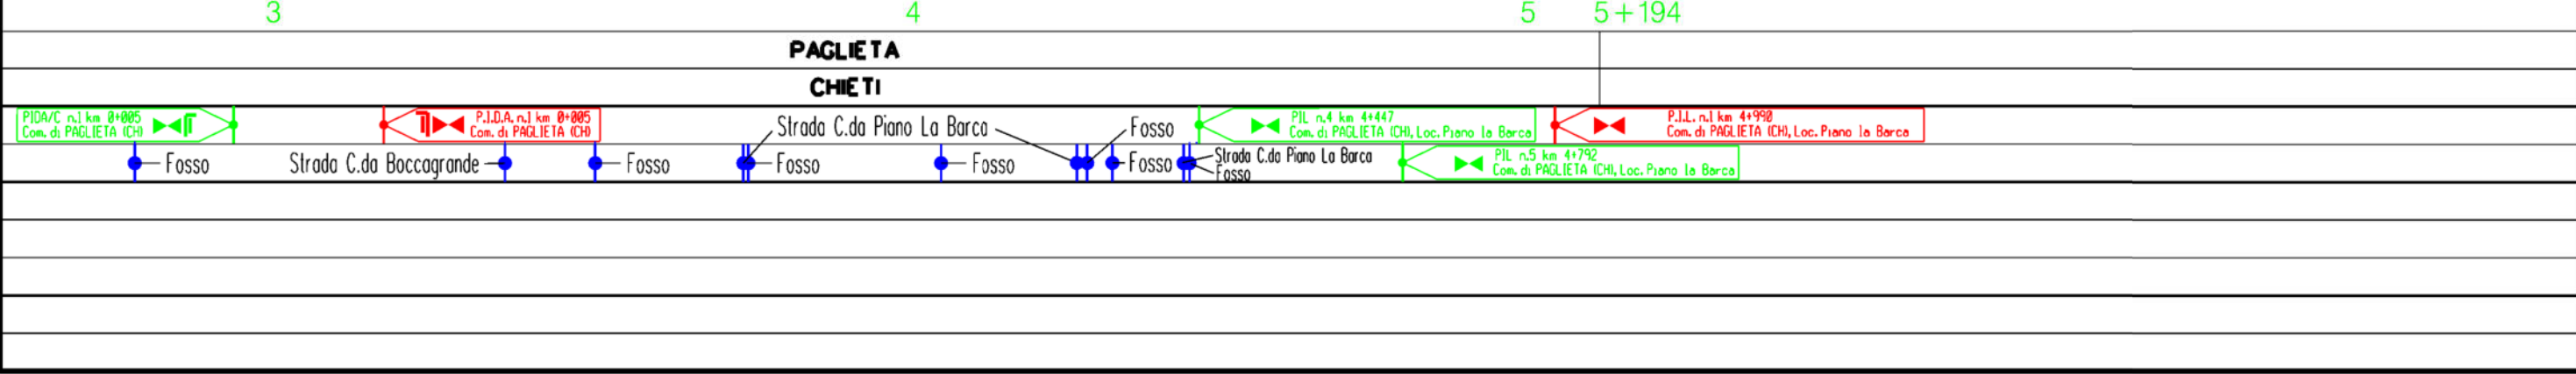 3 4 5 5+194
PAGLIETA
CHIETI
PIDA/C n.1 km 0+005
Com. di PAGLIETA (CH)
P.I.D.A. n.1 km 0+005
Com. di PAGLIETA (CH)
Strada C.da Piano La Barca
Fosso
PIL n.4 km 4+447
Com. di PAGLIETA (CH), Loc. Piano la Barca
P.I.L. n.1 km 4+990
Com. di PAGLIETA (CH), Loc. Piano la Barca
Fosso
Strada C.da Boccagrande
Fosso
Fosso
Fosso
Fosso
Strada C.da Piano La Barca
Fosso
PIL n.5 km 4+792
Com. di PAGLIETA (CH), Loc. Piano la Barca